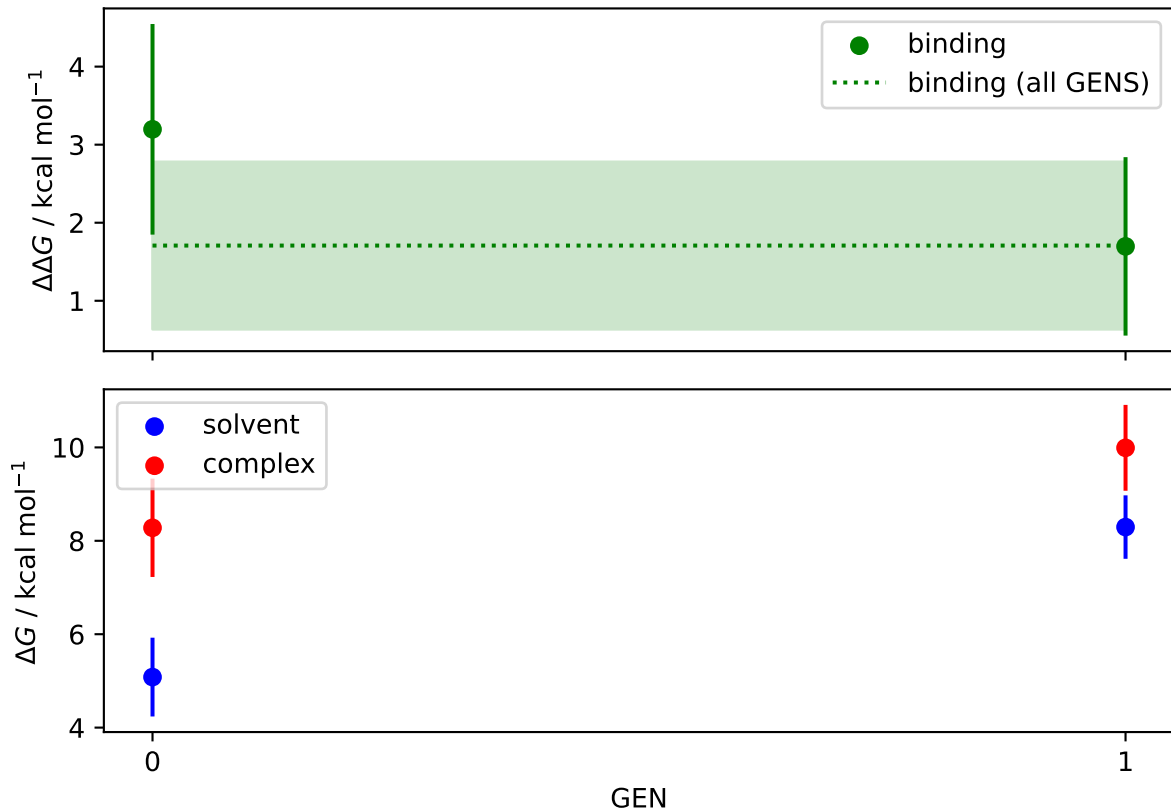 binding
binding (all GENS)
4
3
2
1
ΔΔG / kcal mol⁻¹
solvent
complex
10
8
6
4
ΔG / kcal mol⁻¹
0
1
GEN